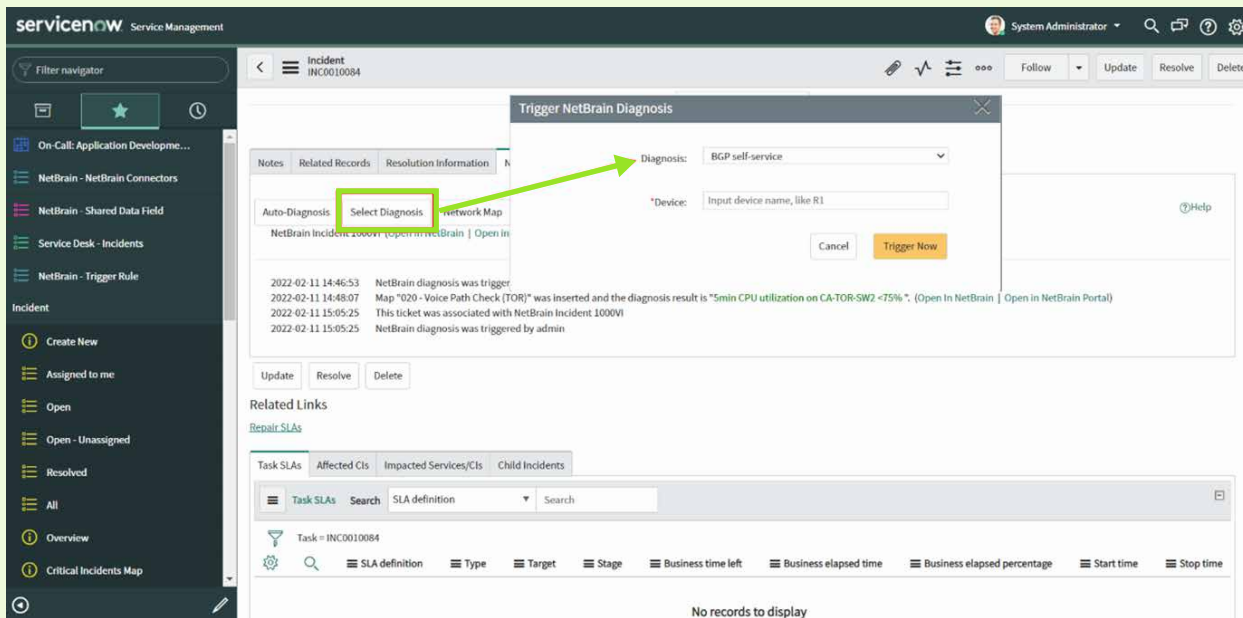 servicenow Service Management
System Administrator
Filter navigator
On-Call: Application Developme...
NetBrain - NetBrain Connectors
NetBrain - Shared Data Field
Service Desk - Incidents
NetBrain - Trigger Rule
Incident
Create New
Assigned to me
Open
Open - Unassigned
Resolved
All
Overview
Critical Incidents Map
Incident
INC0010084
Follow Update Resolve Delete
Notes Related Records Resolution Information N
Auto-Diagnosis Select Diagnosis Network Map
Help
NetBrain Incident 1000VI (Open in NetBrain | Open in
Trigger NetBrain Diagnosis
Diagnosis: BGP self-service
*Device: Input device name, like R1
Cancel Trigger Now
2022-02-11 14:46:53 NetBrain diagnosis was trigger
2022-02-11 14:48:07 Map "020 - Voice Path Check (TOR)" was inserted and the diagnosis result is "5min CPU utilization on CA-TOR-SW2 <75% ". (Open In NetBrain | Open in NetBrain Portal)
2022-02-11 15:05:25 This ticket was associated with NetBrain Incident 1000VI
2022-02-11 15:05:25 NetBrain diagnosis was triggered by admin
Update Resolve Delete
Related Links
Repair SLAs
Task SLAs Affected CIs Impacted Services/CIs Child Incidents
Task SLAs Search SLA definition Search
Task = INC0010084
SLA definition Type Target Stage Business time left Business elapsed time Business elapsed percentage Start time Stop time
No records to display